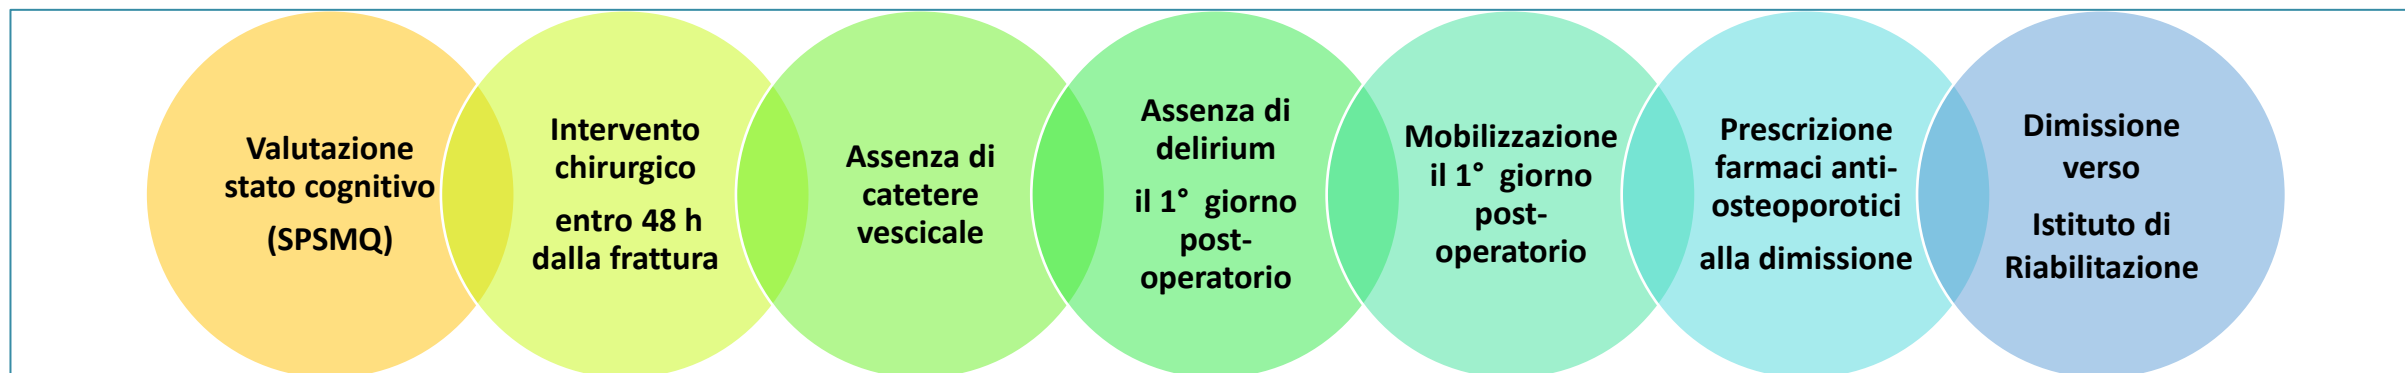 Valutazione
stato cognitivo
(SPSMQ)
Intervento
chirurgico
entro 48 h
dalla frattura
Assenza di
catetere
vescicale
Assenza di
delirium
il 1° giorno
post-
operatorio
Mobilizzazione
il 1° giorno
post-
operatorio
Prescrizione
farmaci anti-
osteoporotici
alla dimissione
Dimissione
verso
Istituto di
Riabilitazione